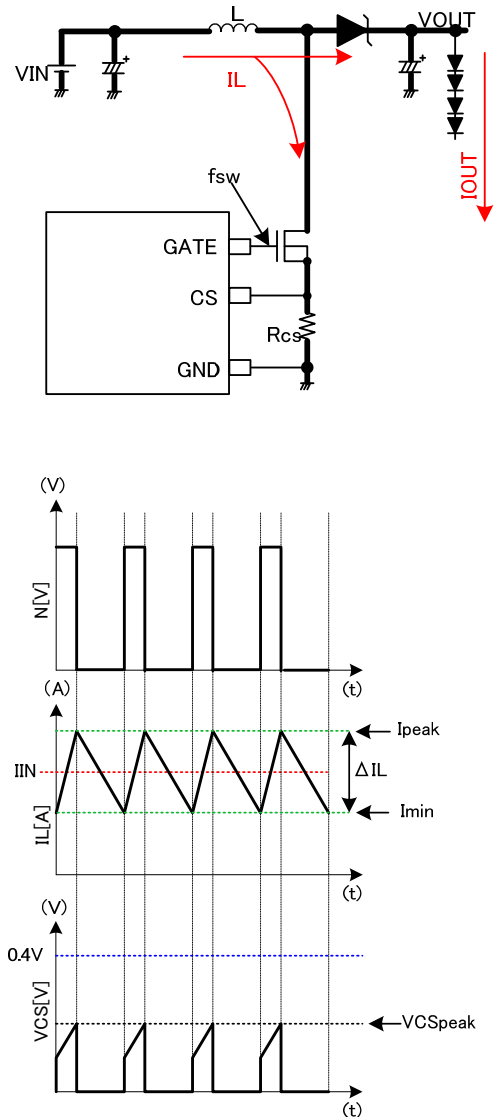 L
VOUT
VIN
IL
IOUT
fsw
GATE
CS
Rcs
GND
(V)
N[V]
(t)
(A)
Ipeak
IIN
ΔIL
Imin
IL[A]
(t)
(V)
0.4V
VCS[V]
VCSpeak
(t)